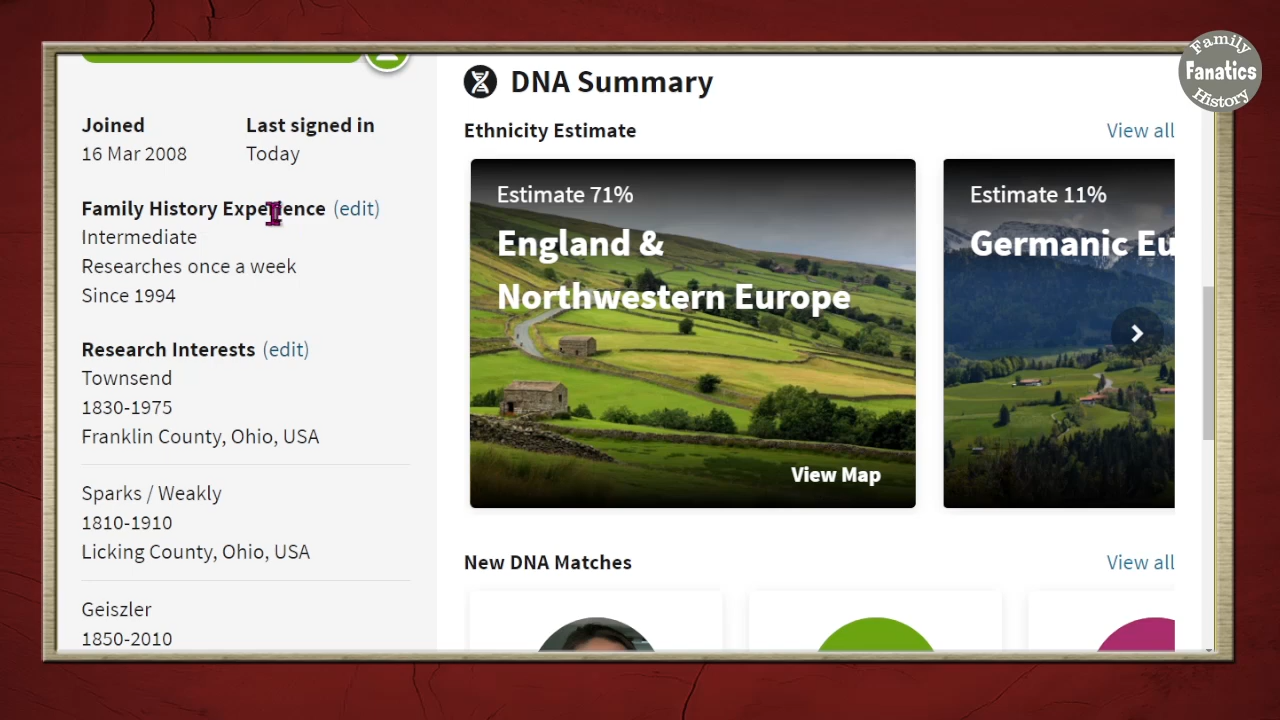 Family
Fanatics
History
Joined
16 Mar 2008
Last signed in
Today
Family History Experience (edit)
Intermediate
Researches once a week
Since 1994
Research Interests (edit)
Townsend
1830-1975
Franklin County, Ohio, USA
Sparks / Weakly
1810-1910
Licking County, Ohio, USA
Geiszler
1850-2010
DNA Summary
Ethnicity Estimate
View all
Estimate 71%
England &
Northwestern Europe
View Map
Estimate 11%
Germanic Eu
New DNA Matches
View all